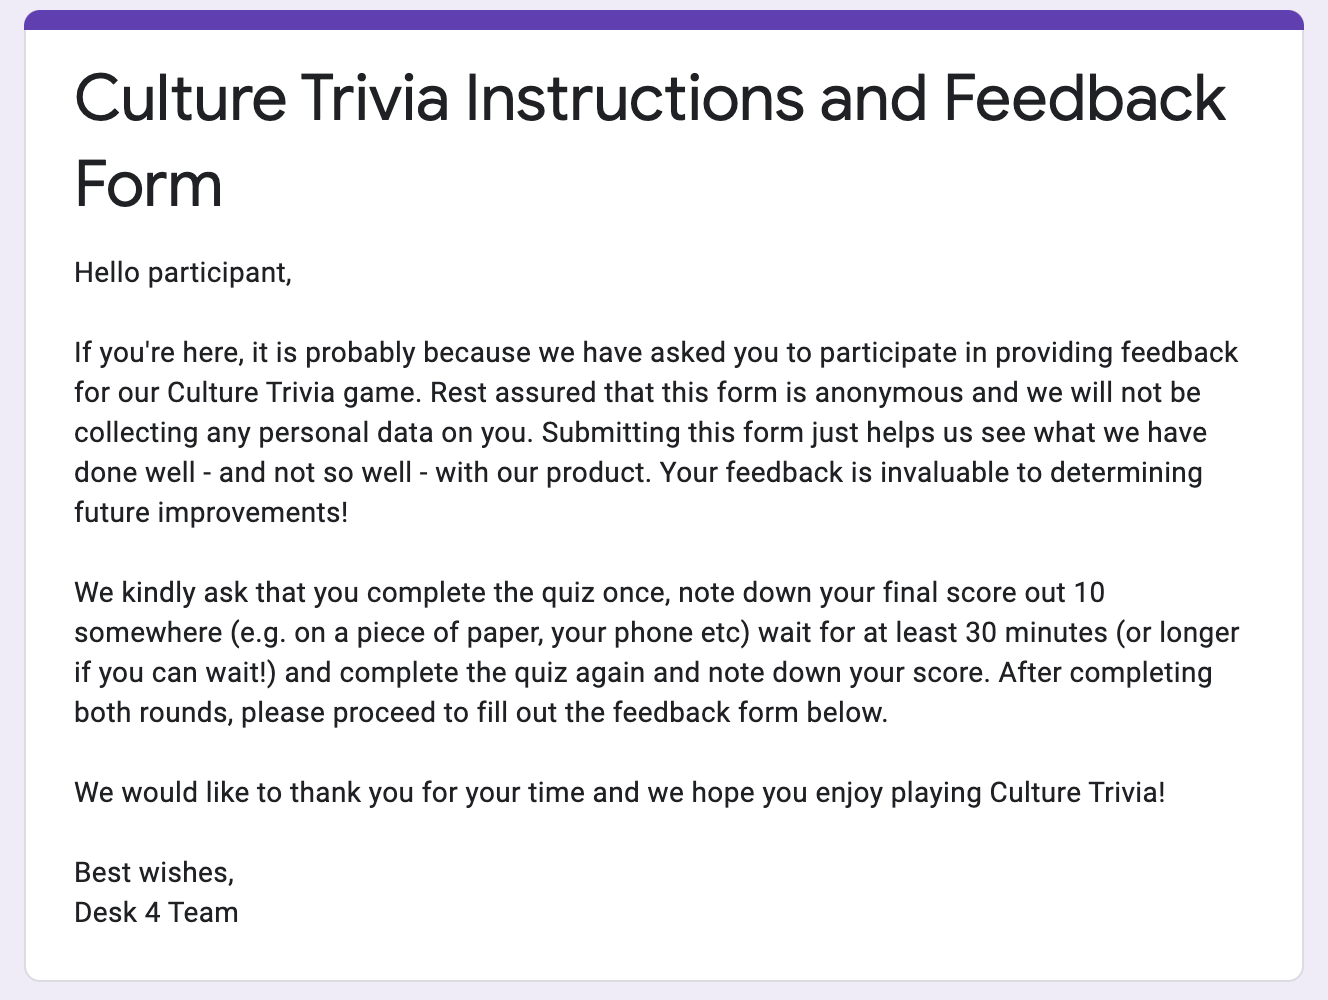 Culture Trivia Instructions and Feedback
Form
Hello participant,
If you're here, it is probably because we have asked you to participate in providing feedback
for our Culture Trivia game. Rest assured that this form is anonymous and we will not be
collecting any personal data on you. Submitting this form just helps us see what we have
done well - and not so well - with our product. Your feedback is invaluable to determining
future improvements!
We kindly ask that you complete the quiz once, note down your final score out 10
somewhere (e.g. on a piece of paper, your phone etc) wait for at least 30 minutes (or longer
if you can wait!) and complete the quiz again and note down your score. After completing
both rounds, please proceed to fill out the feedback form below.
We would like to thank you for your time and we hope you enjoy playing Culture Trivia!
Best wishes,
Desk 4 Team